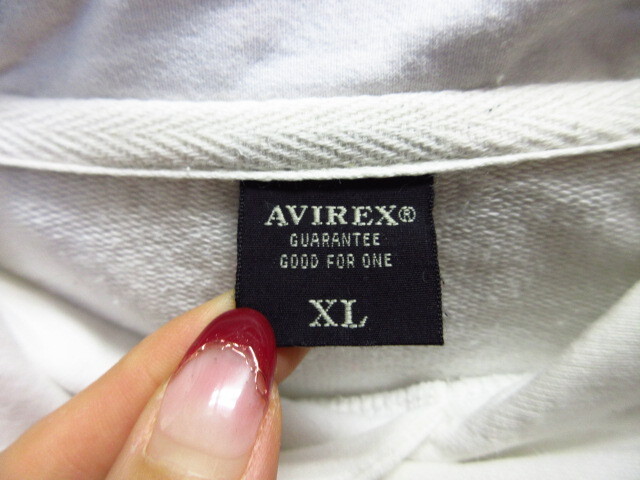 AVIREX®
GUARANTEE
GOOD FOR ONE
XL